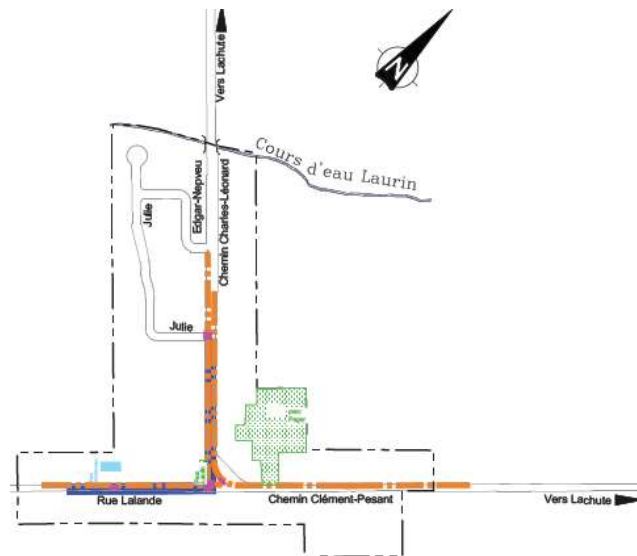 Vers Lachute
N
Cours d'eau Laurin
Edgar-Nepveu
Chemin Charles-Léonard
Julie
Julie
parc
Rue Lalande
Chemin Clément-Pesant
Vers Lachute